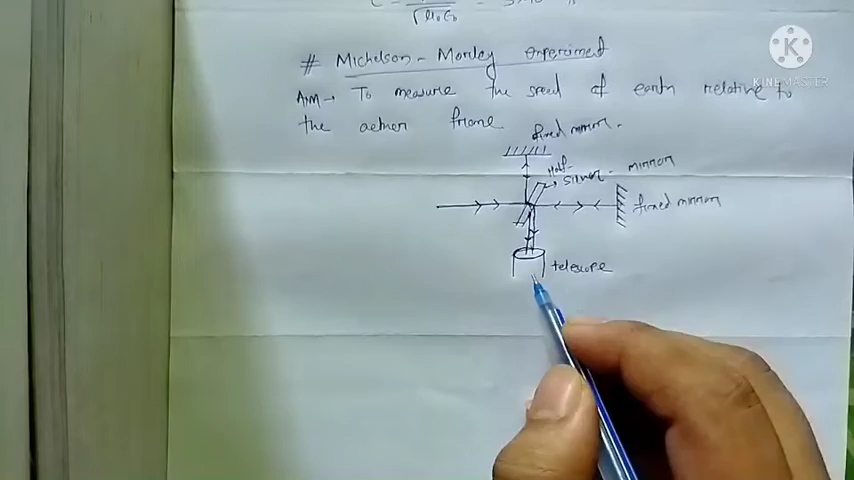 # Michelson - Morley experiment
Aim → To measure the speed of earth relative to
the aether frame
fixed mirror.
Half-
silver - mirror
fixed mirror
telescope
KINEMASTER